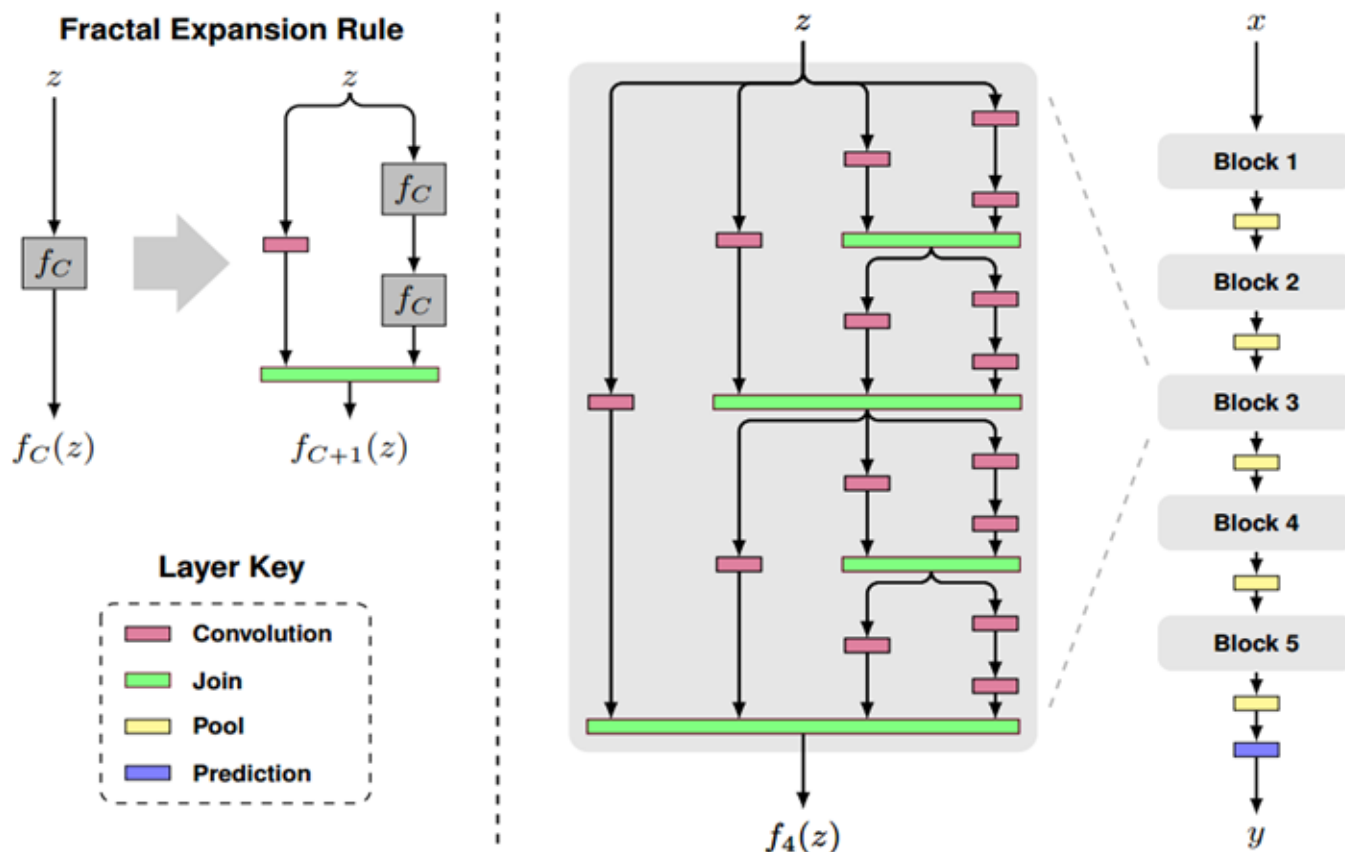 Fractal Expansion Rule
z
z
f_C
f_C
f_C
f_C(z)
f_{C+1}(z)
Layer Key
Convolution
Join
Pool
Prediction
z
f_4(z)
x
Block 1
Block 2
Block 3
Block 4
Block 5
y